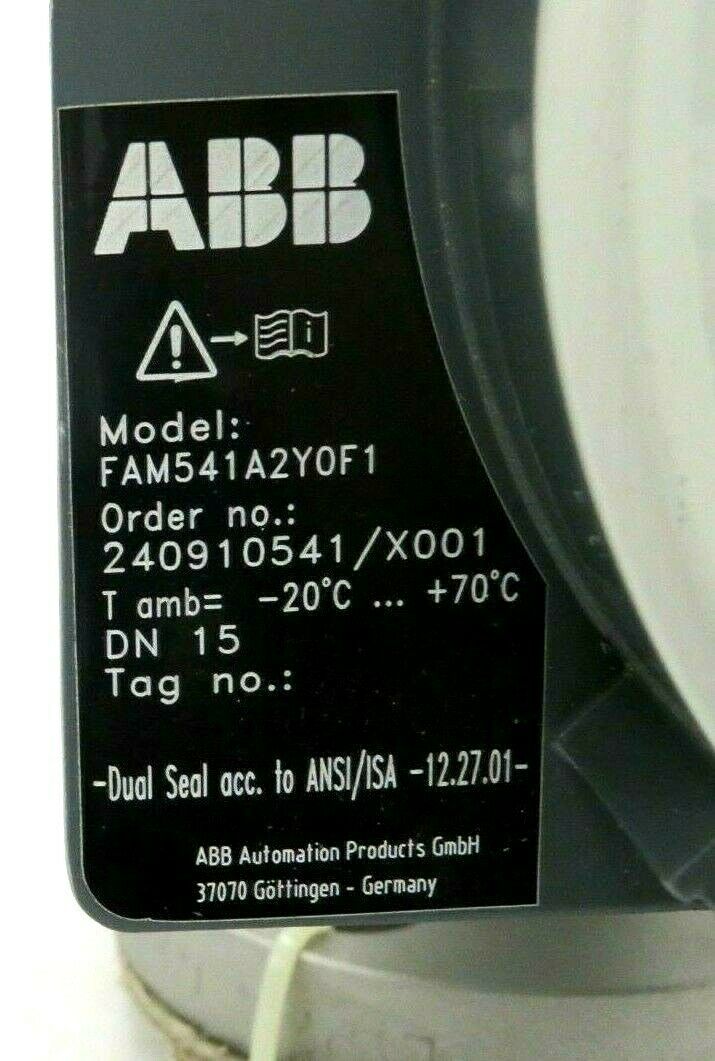 ABB
Model:
FAM541A2Y0F1
Order no.:
240910541/X001
T amb= -20°C ... +70°C
DN 15
Tag no.:
-Dual Seal acc. to ANSI/ISA -12.27.01-
ABB Automation Products GmbH
37070 Göttingen - Germany